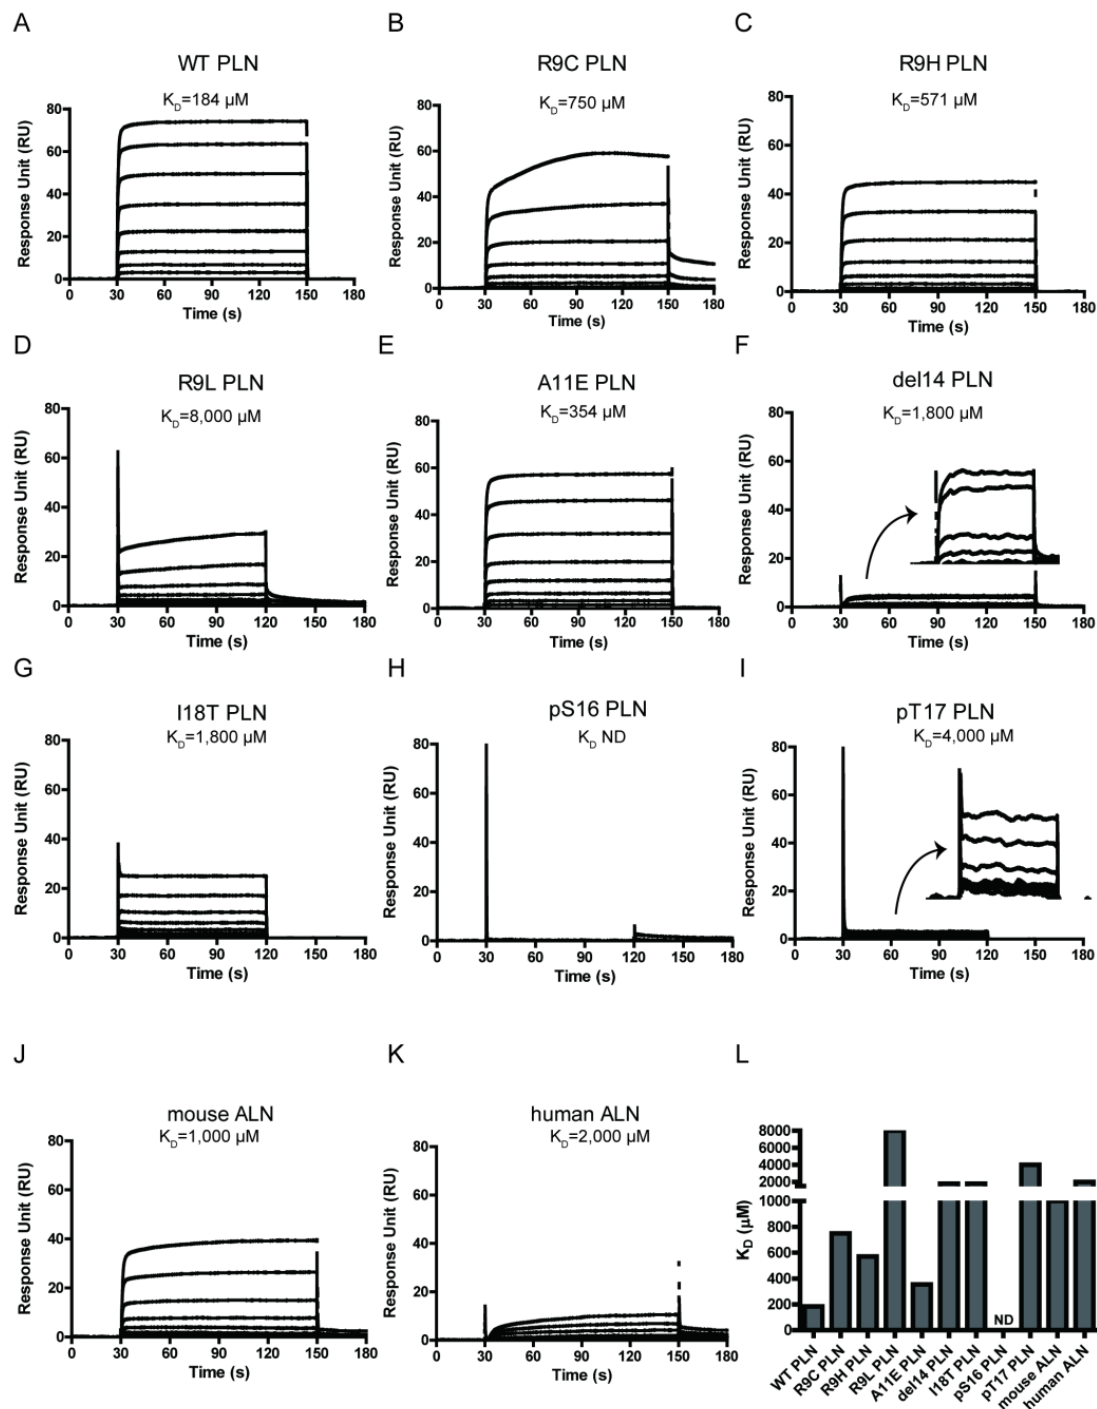 A
WT PLN
K_D=184 µM
Response Unit (RU)
80
60
40
20
0
0 30 60 90 120 150 180
Time (s)
B
R9C PLN
K_D=750 µM
Response Unit (RU)
80
60
40
20
0
0 30 60 90 120 150 180
Time (s)
C
R9H PLN
K_D=571 µM
Response Unit (RU)
80
60
40
20
0
0 30 60 90 120 150 180
Time (s)
D
R9L PLN
K_D=8,000 µM
Response Unit (RU)
80
60
40
20
0
0 30 60 90 120 150 180
Time (s)
E
A11E PLN
K_D=354 µM
Response Unit (RU)
80
60
40
20
0
0 30 60 90 120 150 180
Time (s)
F
del14 PLN
K_D=1,800 µM
Response Unit (RU)
80
60
40
20
0
0 30 60 90 120 150 180
Time (s)
G
I18T PLN
K_D=1,800 µM
Response Unit (RU)
80
60
40
20
0
0 30 60 90 120 150 180
Time (s)
H
pS16 PLN
K_D ND
Response Unit (RU)
80
60
40
20
0
0 30 60 90 120 150 180
Time (s)
I
pT17 PLN
K_D=4,000 µM
Response Unit (RU)
80
60
40
20
0
0 30 60 90 120 150 180
Time (s)
J
mouse ALN
K_D=1,000 µM
Response Unit (RU)
80
60
40
20
0
0 30 60 90 120 150 180
Time (s)
K
human ALN
K_D=2,000 µM
Response Unit (RU)
80
60
40
20
0
0 30 60 90 120 150 180
Time (s)
L
K_D (µM)
8000
6000
4000
2000
1000
800
600
400
200
0
ND
WT PLN
R9C PLN
R9H PLN
R9L PLN
A11E PLN
del14 PLN
I18T PLN
pS16 PLN
pT17 PLN
mouse ALN
human ALN